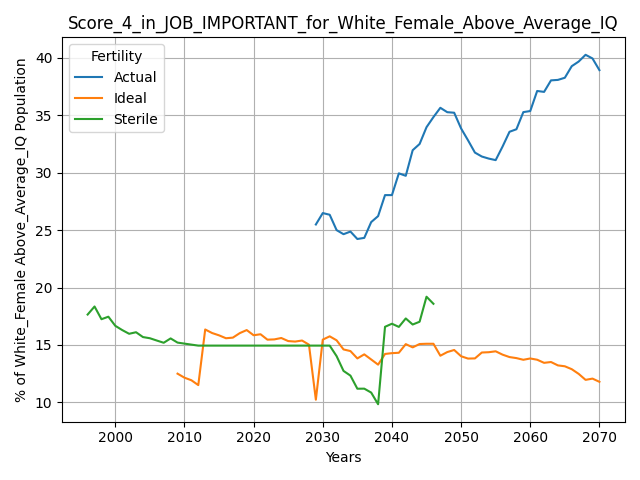 Score_4_in_JOB_IMPORTANT_for_White_Female_Above_Average_IQ
Fertility
Actual
Ideal
Sterile
% of White_Female Above_Average_IQ Population
40
35
30
25
20
15
10
2000 2010 2020 2030 2040 2050 2060 2070
Years